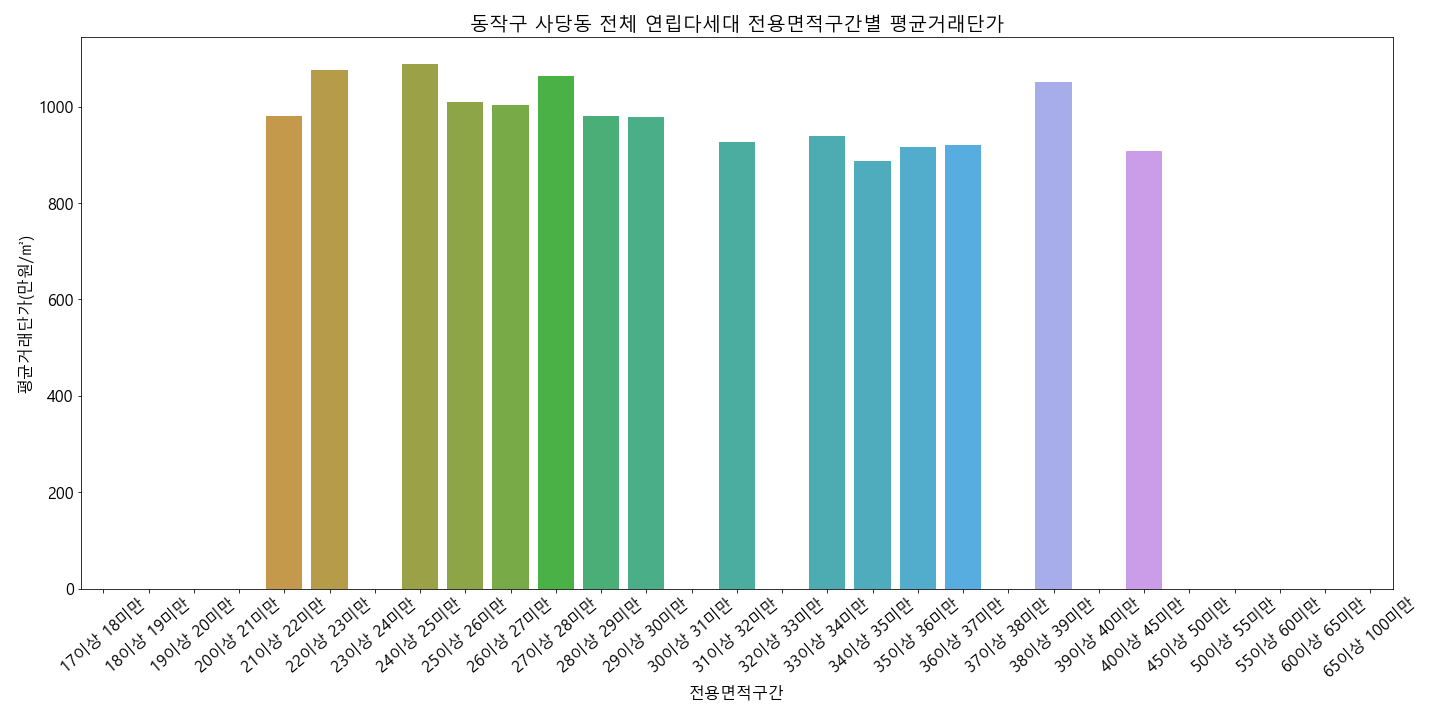 동작구 사당동 전체 연립다세대 전용면적구간별 평균거래단가
평균거래단가(만원/㎡)
1000
800
600
400
200
0
17이상 18미만
18이상 19미만
19이상 20미만
20이상 21미만
21이상 22미만
22이상 23미만
23이상 24미만
24이상 25미만
25이상 26미만
26이상 27미만
27이상 28미만
28이상 29미만
29이상 30미만
30이상 31미만
31이상 32미만
32이상 33미만
33이상 34미만
34이상 35미만
35이상 36미만
36이상 37미만
37이상 38미만
38이상 39미만
39이상 40미만
40이상 45미만
45이상 50미만
50이상 55미만
55이상 60미만
60이상 65미만
65이상 100미만
전용면적구간